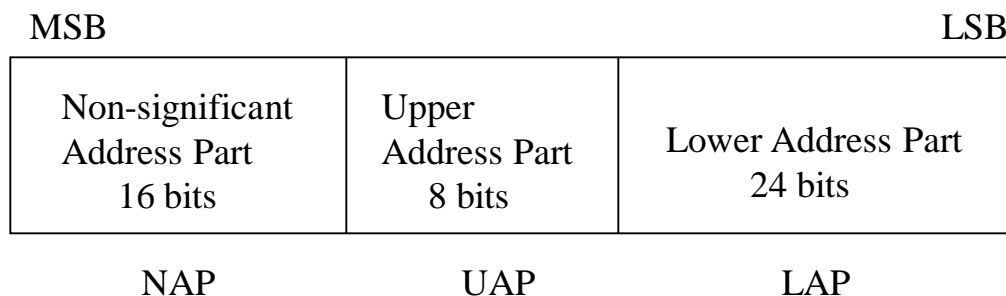 MSB LSB
Non-significant
Address Part
16 bits
Upper
Address Part
8 bits
Lower Address Part
24 bits
NAP UAP LAP